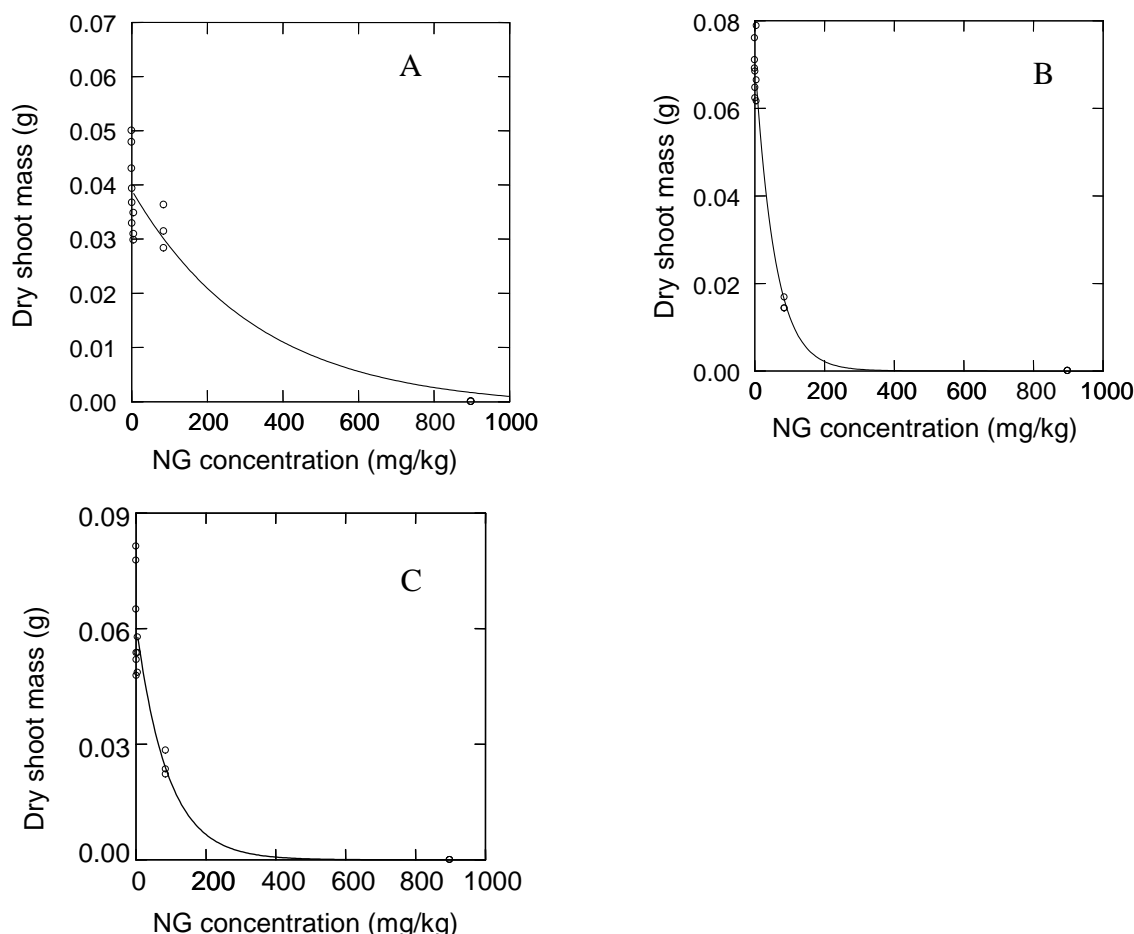 0.07
0.06
0.05
0.04
0.03
0.02
0.01
0.00
Dry shoot mass (g)
A
0 200 400 600 800 1000
NG concentration (mg/kg)
0.08
0.06
0.04
0.02
0.00
Dry shoot mass (g)
B
0 200 400 600 800 1000
NG concentration (mg/kg)
0.09
0.06
0.03
0.00
Dry shoot mass (g)
C
0 200 400 600 800 1000
NG concentration (mg/kg)